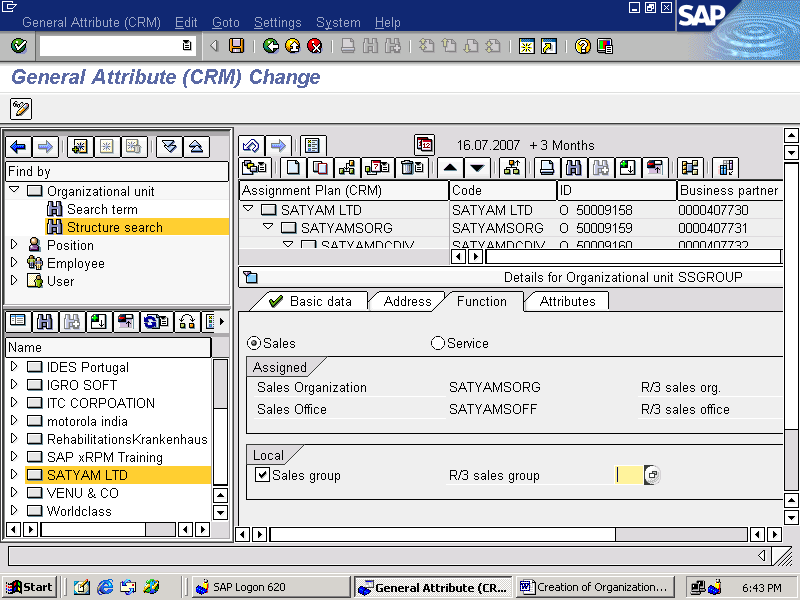 General Attribute (CRM) Edit Goto Settings System Help
SAP
General Attribute (CRM) Change
16.07.2007 + 3 Months
Find by
Organizational unit
Search term
Structure search
Position
Employee
User
Assignment Plan (CRM) Code ID Business partner
SATYAM LTD SATYAM LTD O 50009158 0000407730
SATYAMSORG SATYAMSORG O 50009159 0000407731
SATYAMDCDIV SATYAMDCDIV O 50009160 0000407732
Details for Organizational unit SSGROUP
Basic data Address Function Attributes
Sales Service
Assigned
Sales Organization SATYAMSORG R/3 sales org.
Sales Office SATYAMSOFF R/3 sales office
Local
Sales group R/3 sales group
Name
IDES Portugal
IGRO SOFT
ITC CORPOATION
motorola india
RehabilitationsKrankenhaus
SAP xRPM Training
SATYAM LTD
VENU & CO
Worldclass
Start SAP Logon 620 General Attribute (CR... Creation of Organization... 6:43 PM